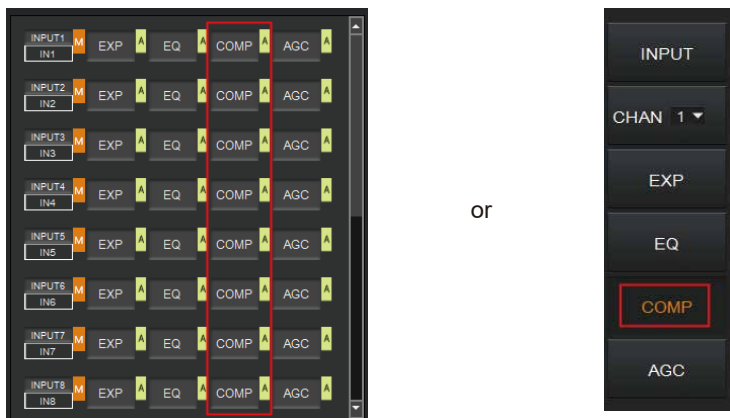 INPUT1 M EXP A EQ A COMP A AGC A
IN1
INPUT2 M EXP A EQ A COMP A AGC A
IN2
INPUT3 M EXP A EQ A COMP A AGC A
IN3
INPUT4 M EXP A EQ A COMP A AGC A
IN4
INPUT5 M EXP A EQ A COMP A AGC A
IN5
INPUT6 M EXP A EQ A COMP A AGC A
IN6
INPUT7 M EXP A EQ A COMP A AGC A
IN7
INPUT8 M EXP A EQ A COMP A AGC A
IN8
or
INPUT
CHAN 1
EXP
EQ
COMP
AGC